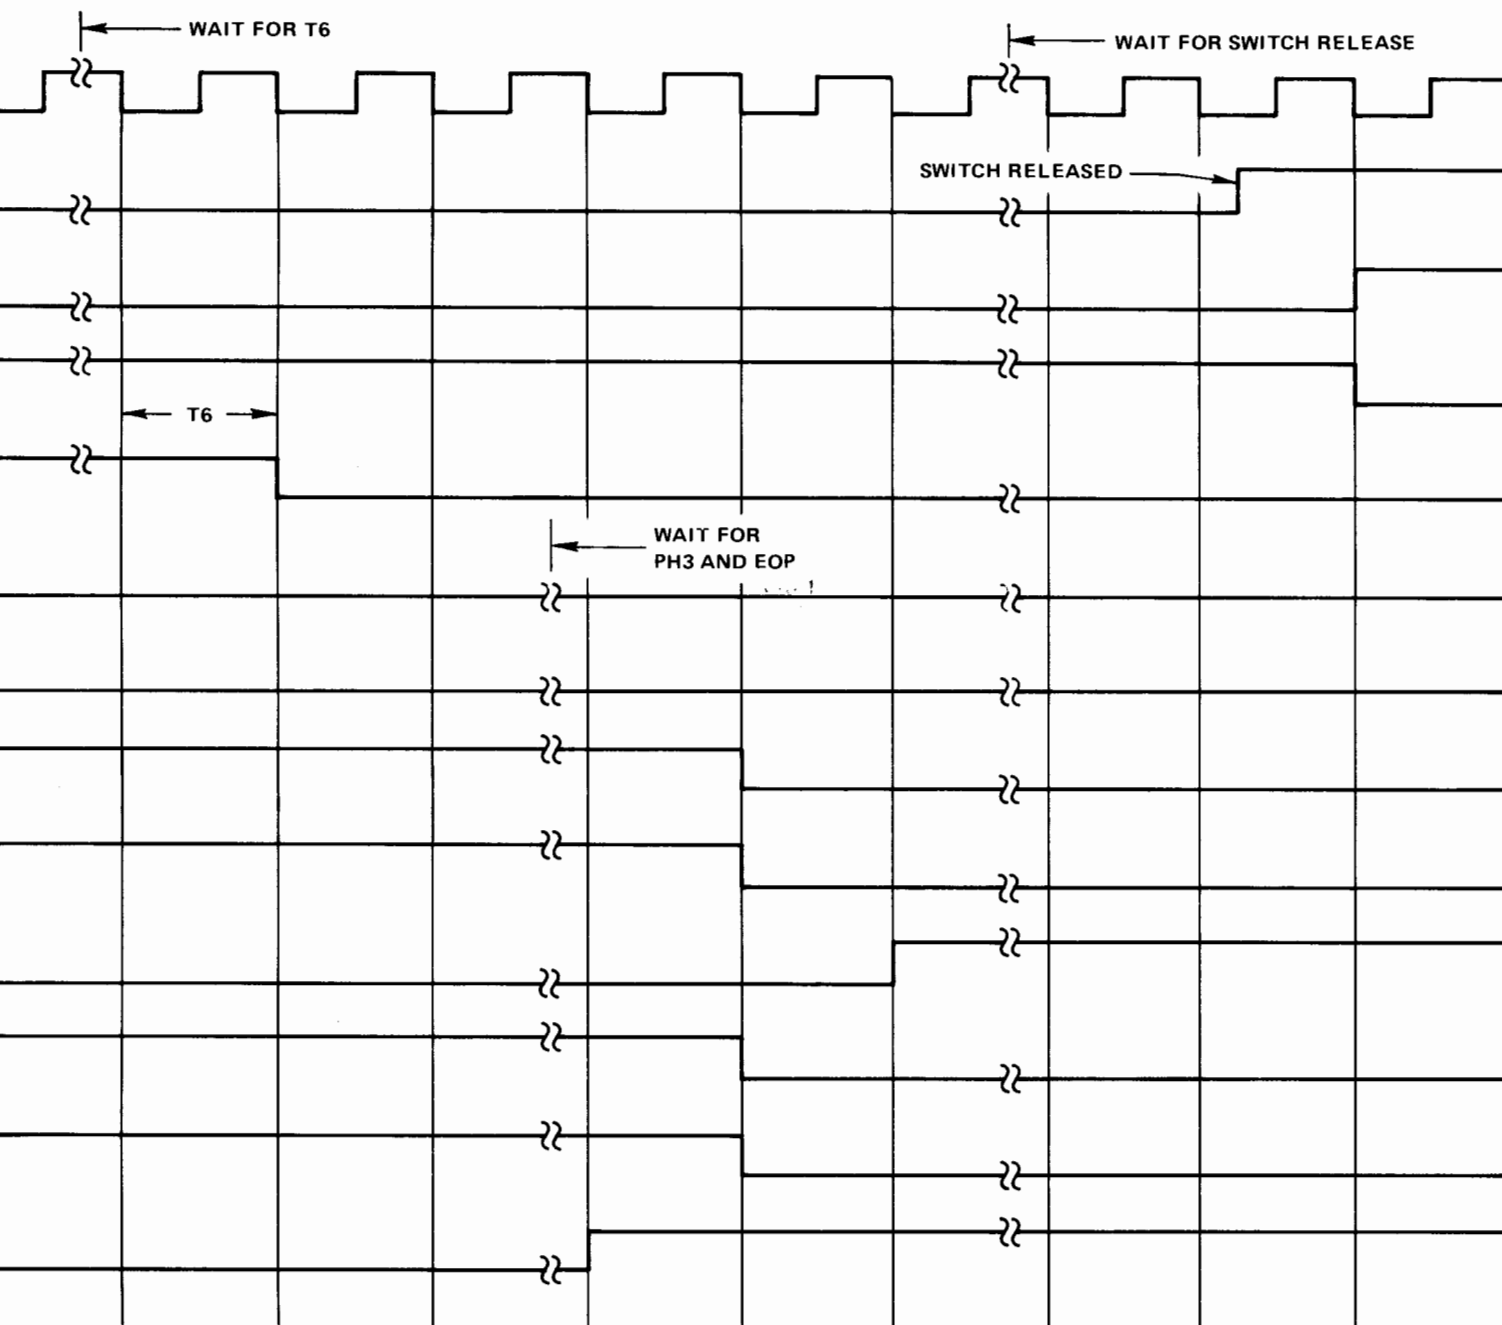 WAIT FOR T6
WAIT FOR SWITCH RELEASE
SWITCH RELEASED
T6
WAIT FOR
PH3 AND EOP